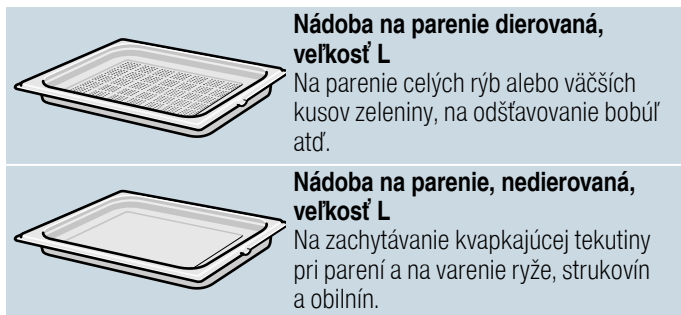 Nádoba na parenie dierovaná,
veľkosť L
Na parenie celých rýb alebo väčších
kusov zeleniny, na odšťavovanie bobúľ
atď.
Nádoba na parenie, nedierovaná,
veľkosť L
Na zachytávanie kvapkajúcej tekutiny
pri parení a na varenie ryže, strukovín
a obilnín.